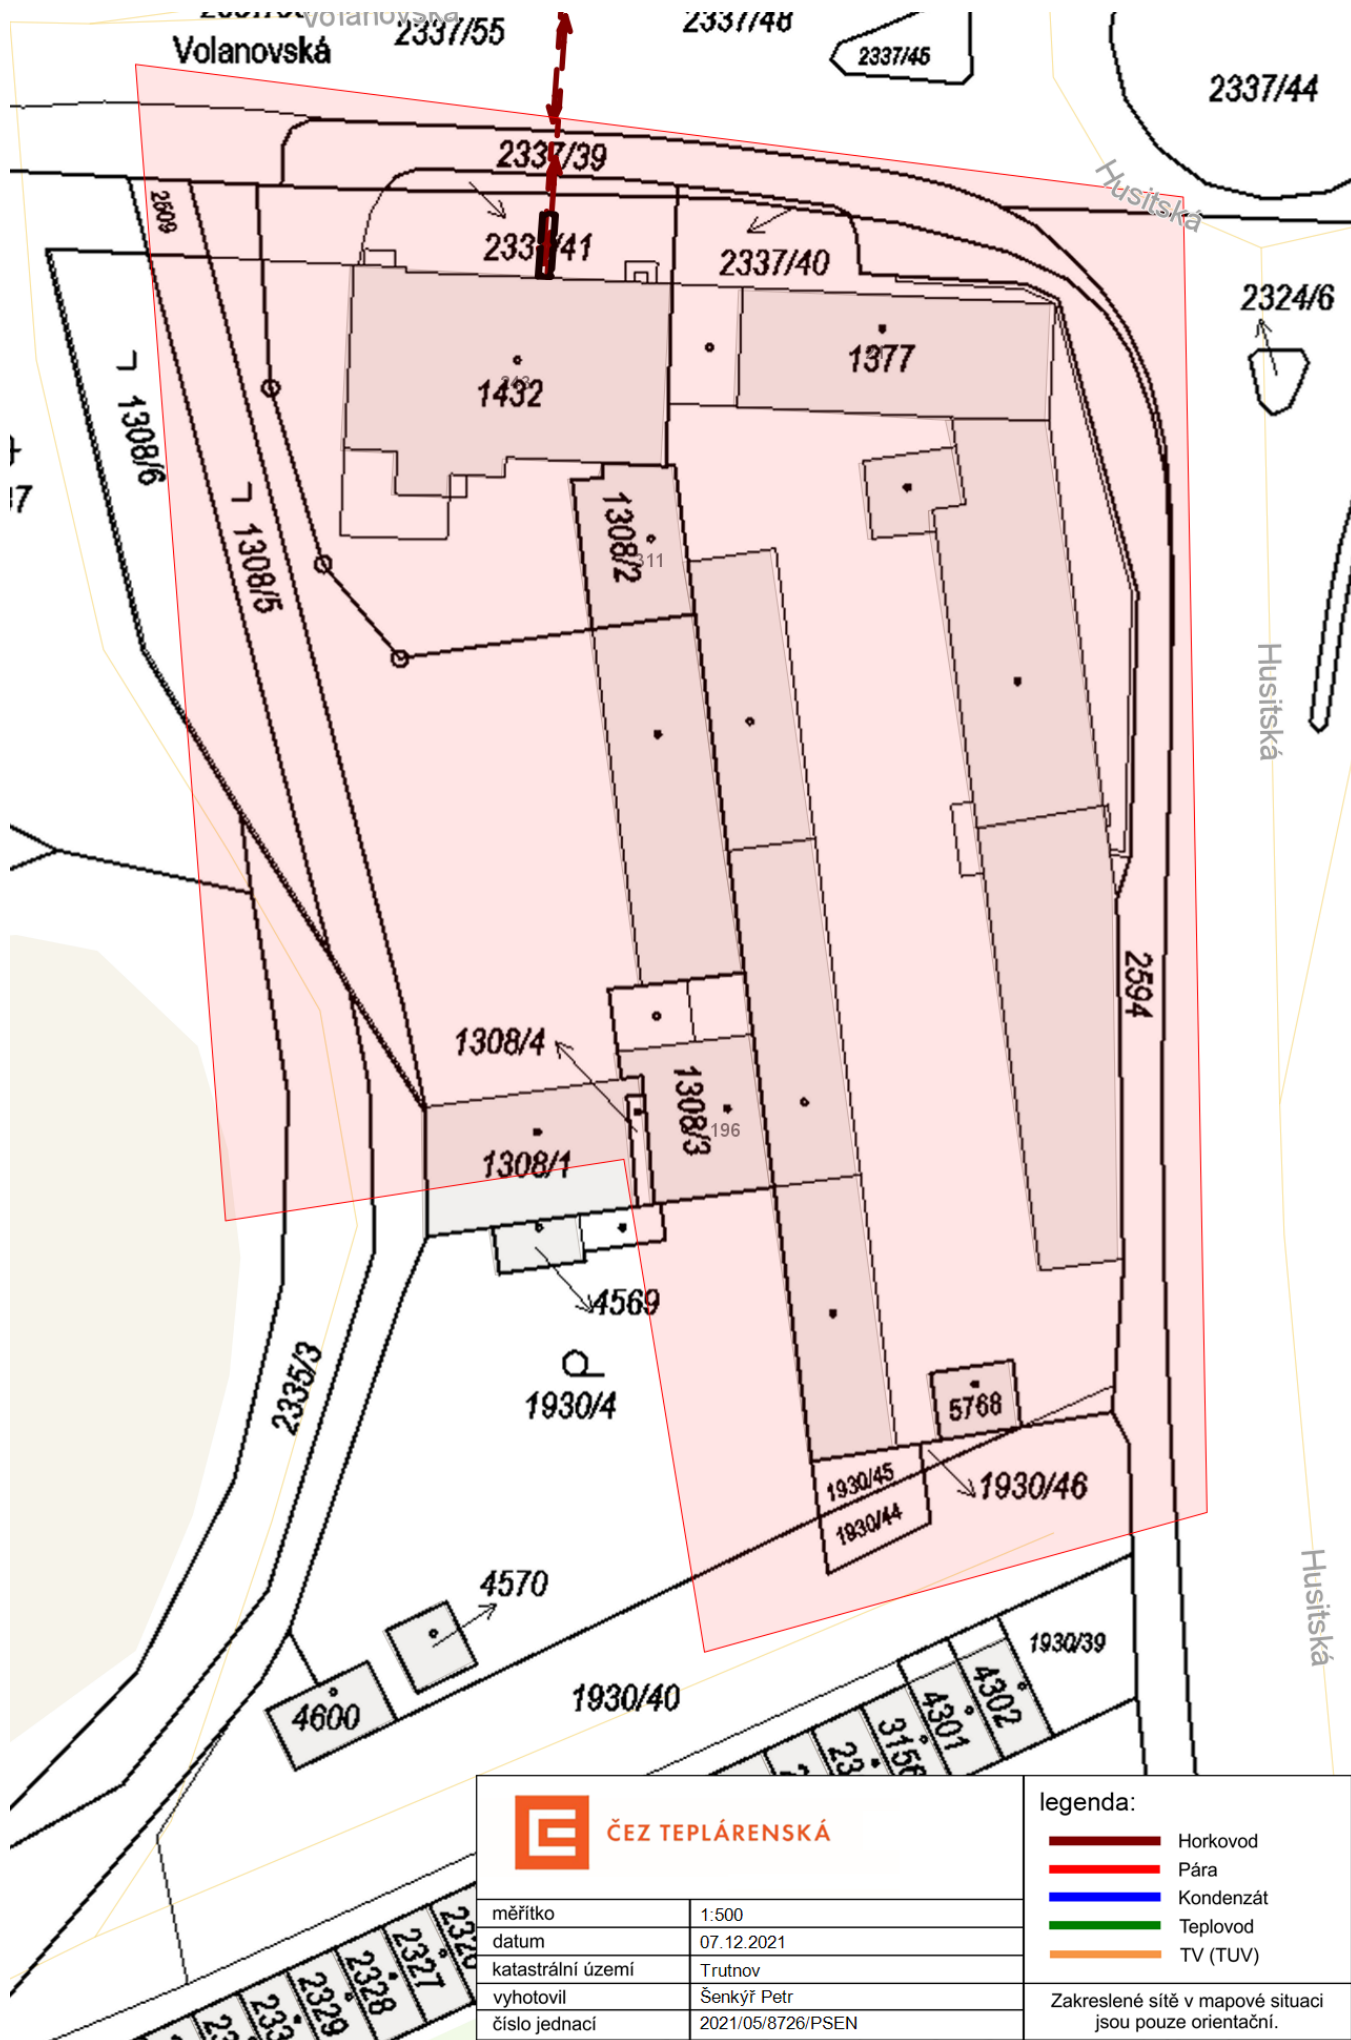 Volanovská
Volanovská
2337/55
2337/48
2337/45
2337/44
2337/39
Husitská
2509
2337/41
2337/40
2324/6
1432
1377
1308/6
1308/5
1308/2
311
Husitská
2594
1308/4
1308/3
196
1308/1
4569
2335/3
1930/4
5768
1930/45
1930/46
1930/44
Husitská
4570
1930/39
4600
1930/40
4302
4301
3156
2327
2328
2329
ČEZ TEPLÁRENSKÁ
měřítko 1:500
datum 07.12.2021
katastrální území Trutnov
vyhotovil Šenkýř Petr
číslo jednací 2021/05/8726/PSEN
legenda:
Horkovod
Pára
Kondenzát
Teplovod
TV (TUV)
Zakreslené sítě v mapové situaci
jsou pouze orientační.